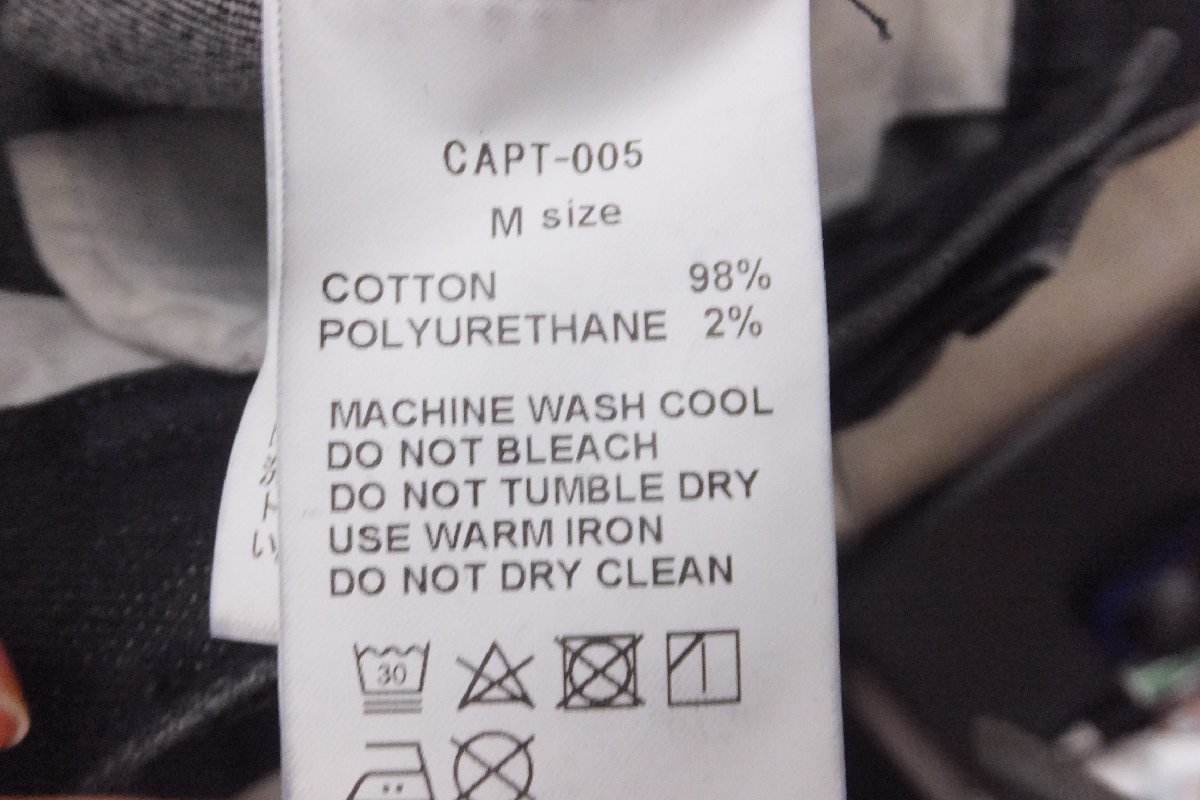 CAPT-005
M size
COTTON 98%
POLYURETHANE 2%
MACHINE WASH COOL
DO NOT BLEACH
DO NOT TUMBLE DRY
USE WARM IRON
DO NOT DRY CLEAN
30